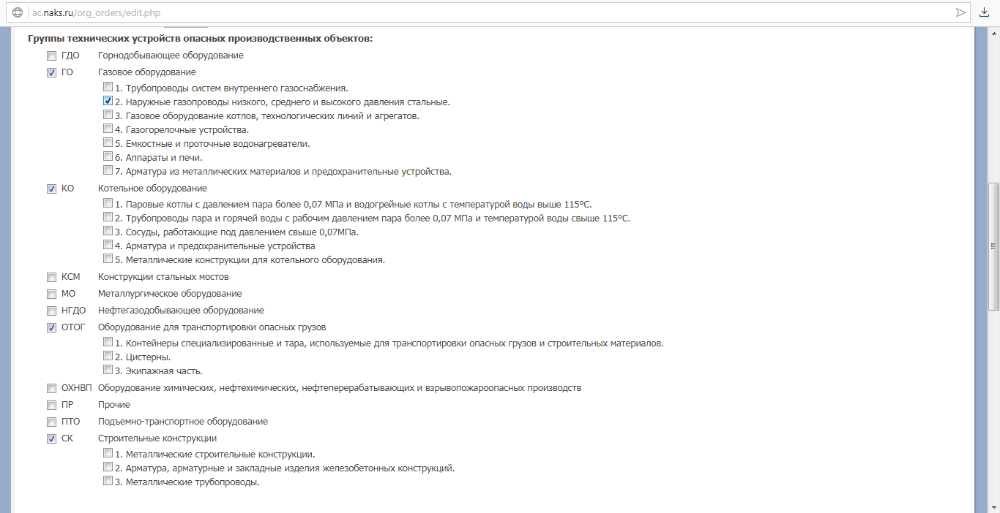 ac.naks.ru/org_orders/edit.php
Группы технических устройств опасных производственных объектов:
ГДО Горнодобывающее оборудование
ГО Газовое оборудование
1. Трубопроводы систем внутреннего газоснабжения.
2. Наружные газопроводы низкого, среднего и высокого давления стальные.
3. Газовое оборудование котлов, технологических линий и агрегатов.
4. Газогорелочные устройства.
5. Емкостные и проточные водонагреватели.
6. Аппараты и печи.
7. Арматура из металлических материалов и предохранительные устройства.
КО Котельное оборудование
1. Паровые котлы с давлением пара более 0,07 МПа и водогрейные котлы с температурой воды выше 115ºС.
2. Трубопроводы пара и горячей воды с рабочим давлением пара более 0,07 МПа и температурой воды свыше 115ºС.
3. Сосуды, работающие под давлением свыше 0,07МПа.
4. Арматура и предохранительные устройства
5. Металлические конструкции для котельного оборудования.
КСМ Конструкции стальных мостов
МО Металлургическое оборудование
НГДО Нефтегазодобывающее оборудование
ОТОГ Оборудование для транспортировки опасных грузов
1. Контейнеры специализированные и тара, используемые для транспортировки опасных грузов и строительных материалов.
2. Цистерны.
3. Экипажная часть.
ОХНВП Оборудование химических, нефтехимических, нефтеперерабатывающих и взрывопожароопасных производств
ПР Прочие
ПТО Подъемно-транспортное оборудование
СК Строительные конструкции
1. Металлические строительные конструкции.
2. Арматура, арматурные и закладные изделия железобетонных конструкций.
3. Металлические трубопроводы.